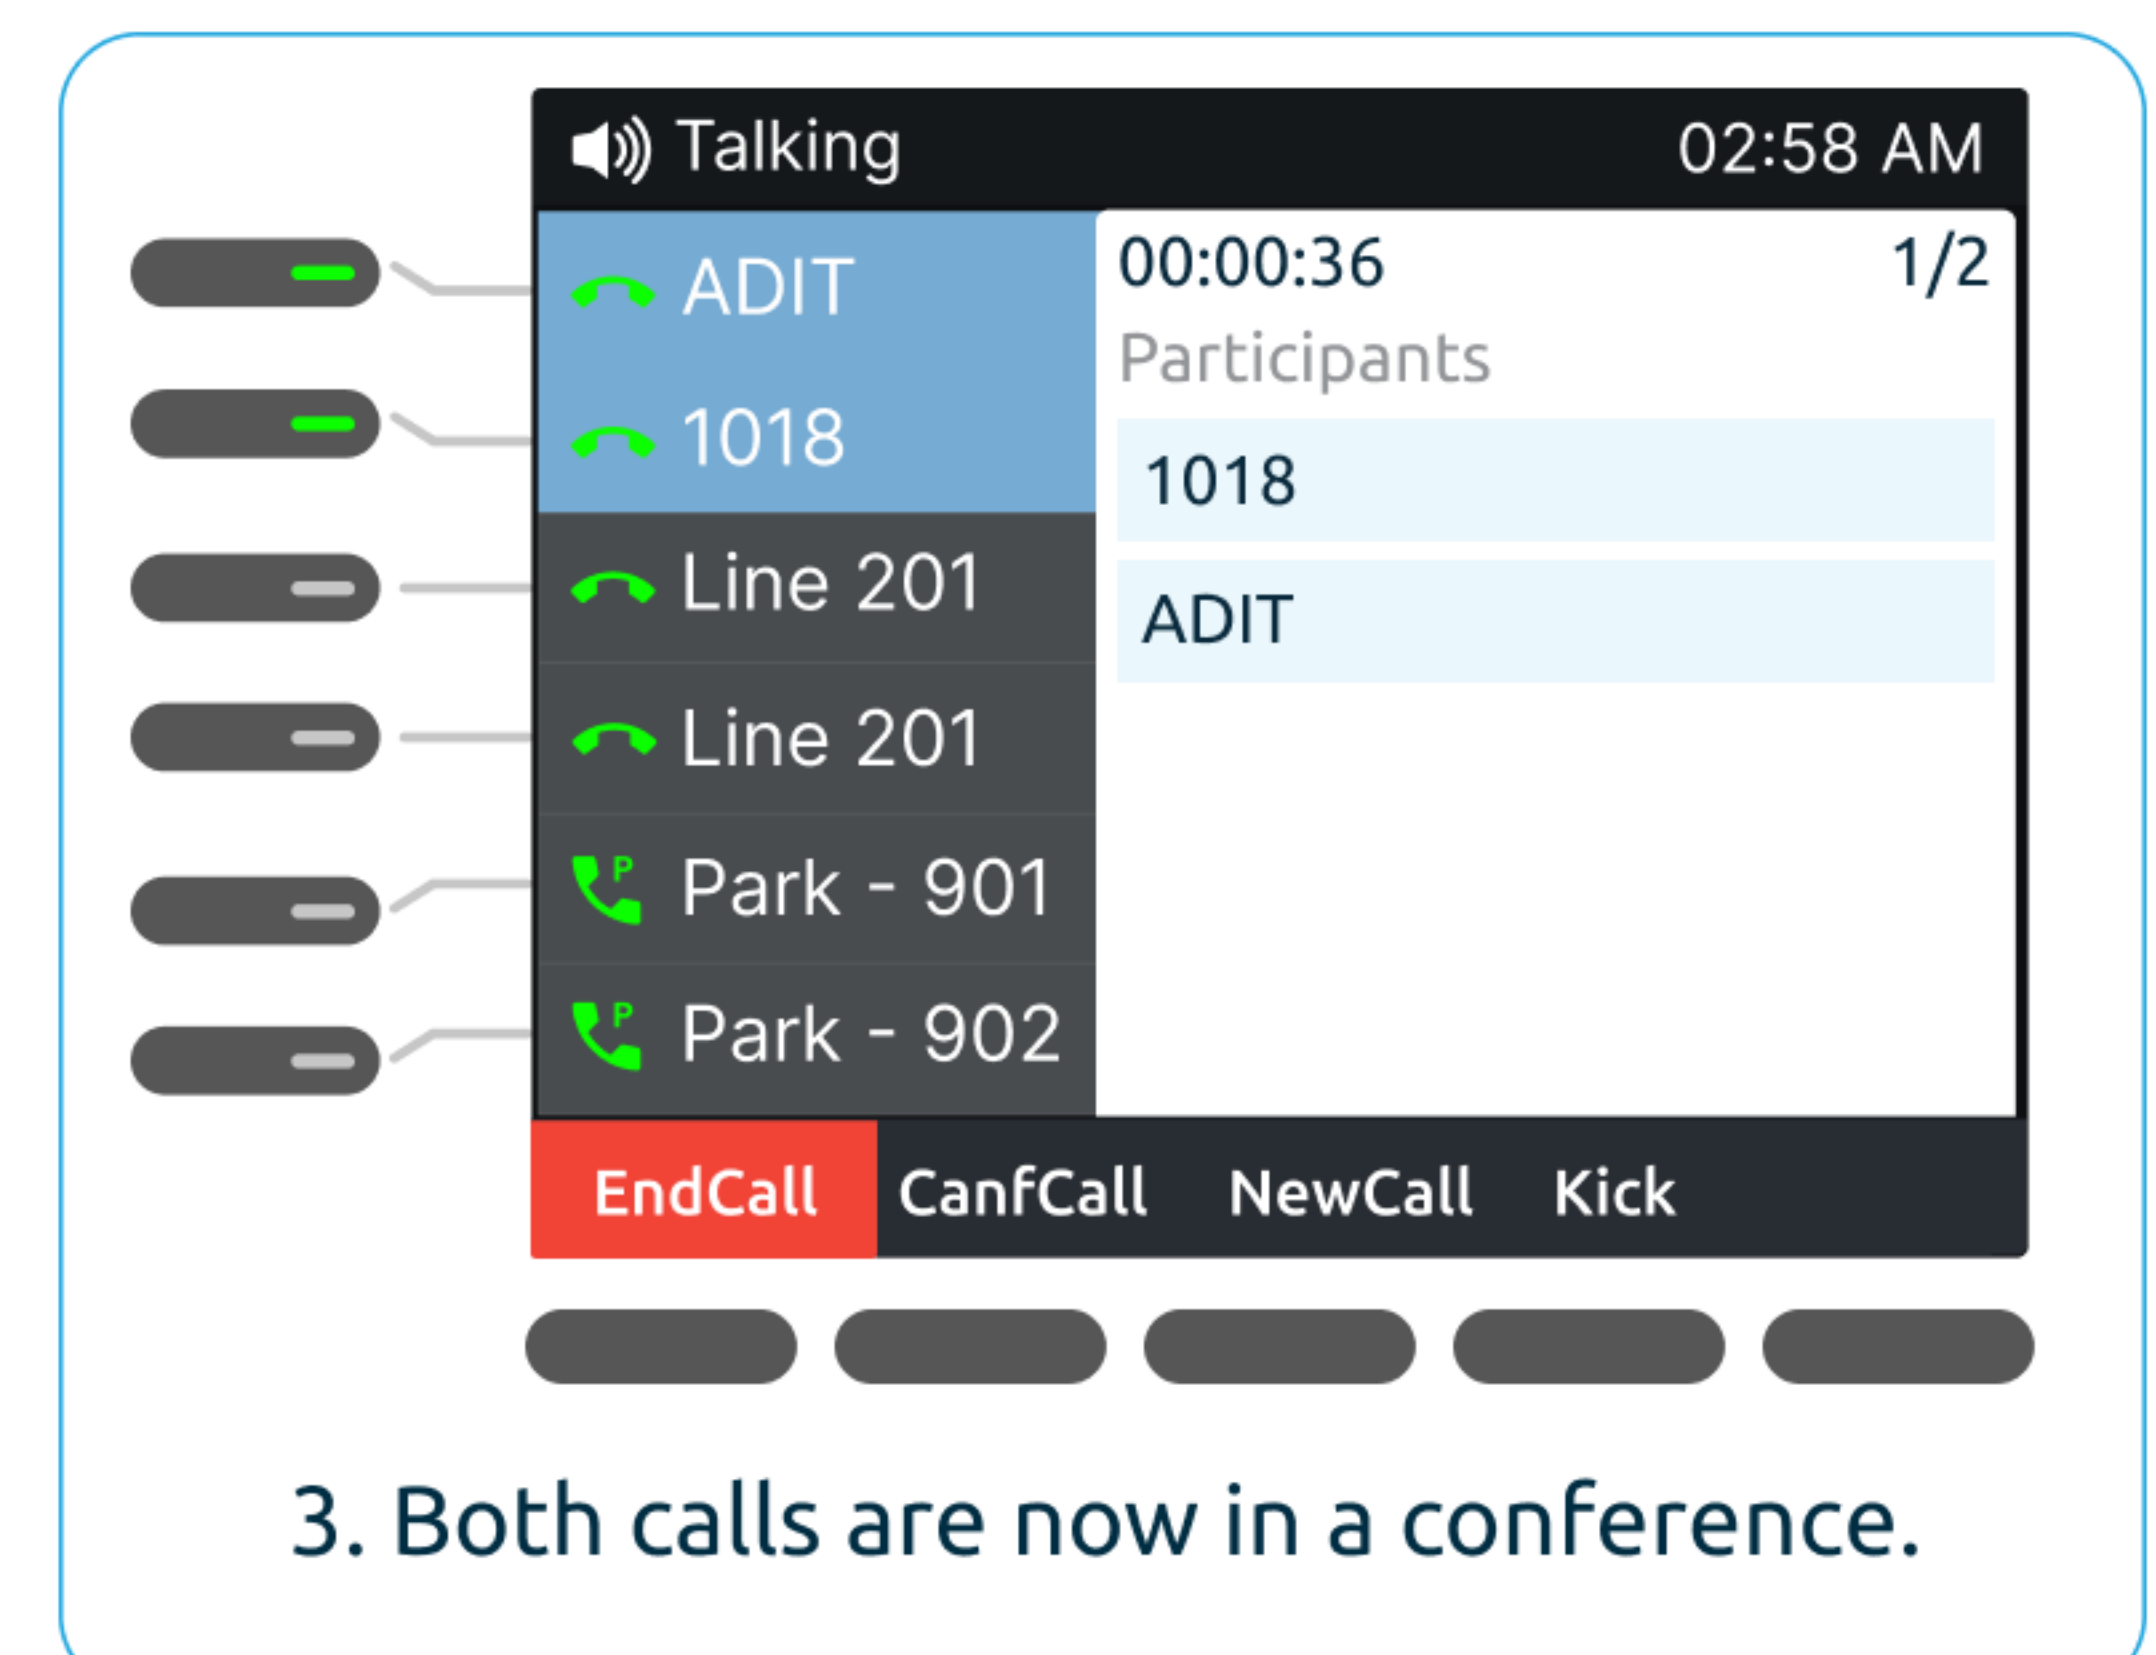 Talking 02:58 AM
ADIT
1018
Line 201
Line 201
P Park - 901
P Park - 902
00:00:36 1/2
Participants
1018
ADIT
EndCall CanfCall NewCall Kick
3. Both calls are now in a conference.